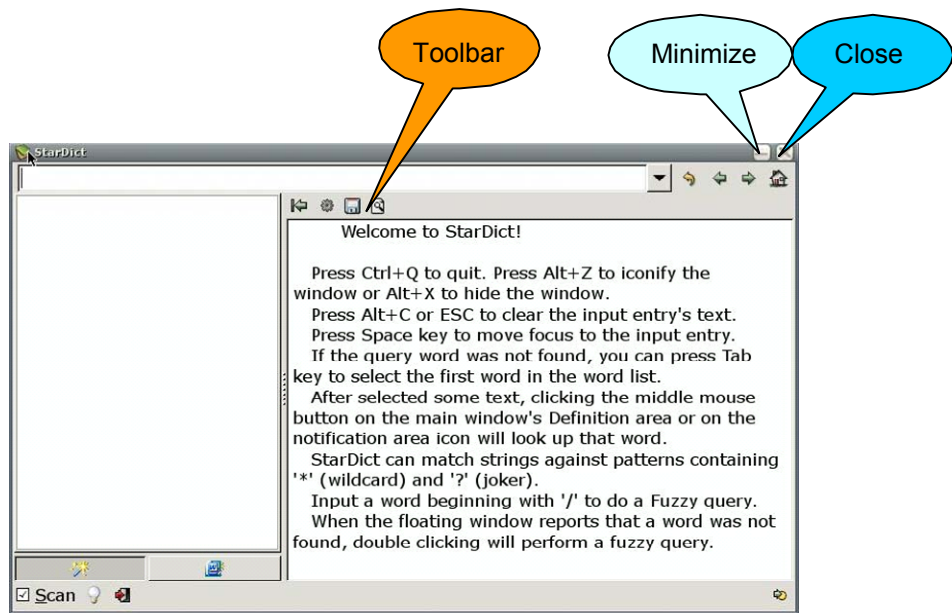 Toolbar
Minimize
Close
StarDict
Welcome to StarDict!
Press Ctrl+Q to quit. Press Alt+Z to iconify the
window or Alt+X to hide the window.
Press Alt+C or ESC to clear the input entry's text.
Press Space key to move focus to the input entry.
If the query word was not found, you can press Tab
key to select the first word in the word list.
After selected some text, clicking the middle mouse
button on the main window's Definition area or on the
notification area icon will look up that word.
StarDict can match strings against patterns containing
'*' (wildcard) and '?' (joker).
Input a word beginning with '/' to do a Fuzzy query.
When the floating window reports that a word was not
found, double clicking will perform a fuzzy query.
Scan